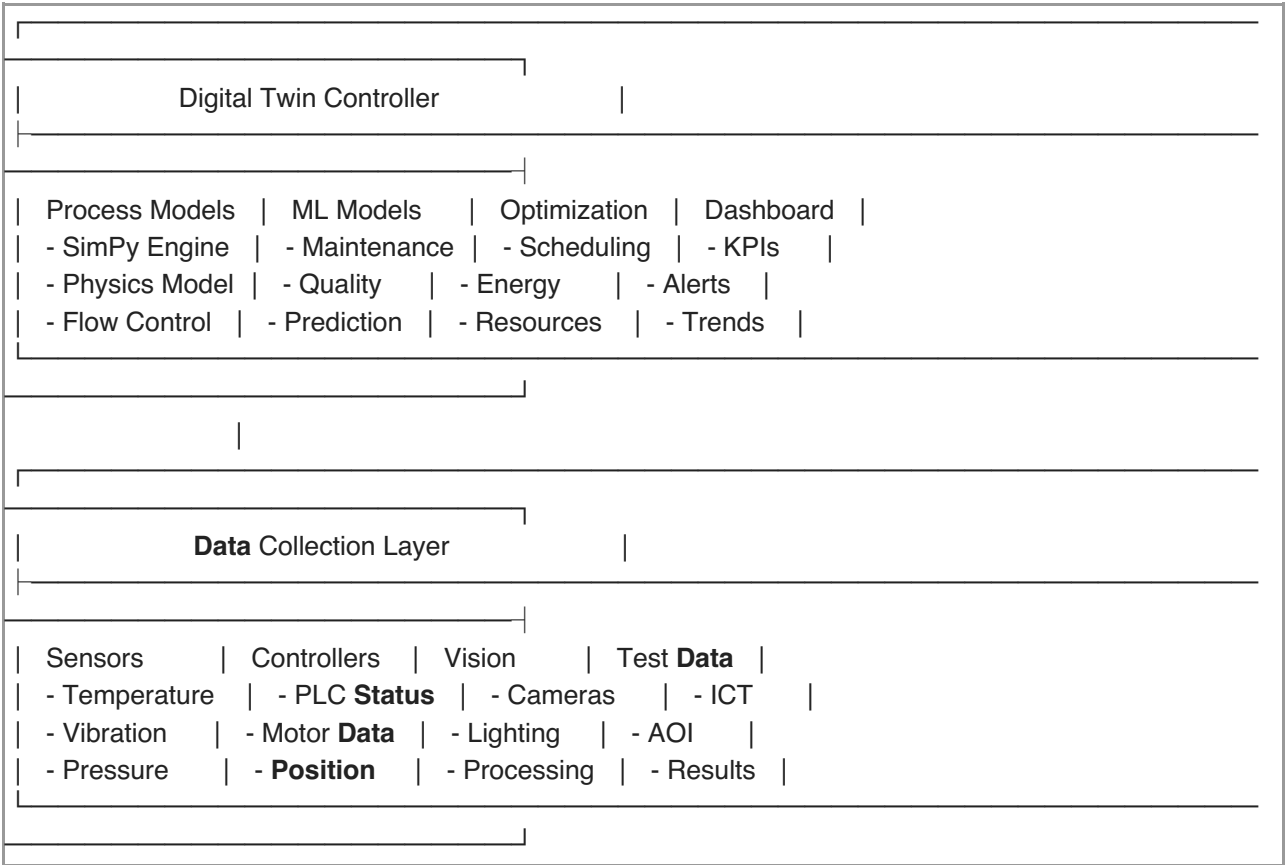 Digital Twin Controller |
| Process Models | ML Models | Optimization | Dashboard |
| - SimPy Engine | - Maintenance | - Scheduling | - KPIs |
| - Physics Model | - Quality | - Energy | - Alerts |
| - Flow Control | - Prediction | - Resources | - Trends |
|
| Data Collection Layer |
| Sensors | Controllers | Vision | Test Data |
| - Temperature | - PLC Status | - Cameras | - ICT |
| - Vibration | - Motor Data | - Lighting | - AOI |
| - Pressure | - Position | - Processing | - Results |